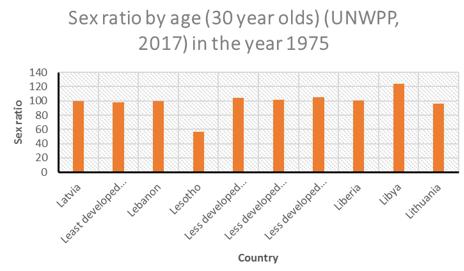 Sex ratio by age (30 year olds) (UNWPP,
2017) in the year 1975
140
120
100
80
60
40
20
0
Sex ratio
Latvia
Least developed...
Lebanon
Lesotho
Less developed...
Less developed...
Less developed...
Liberia
Libya
Lithuania
Country